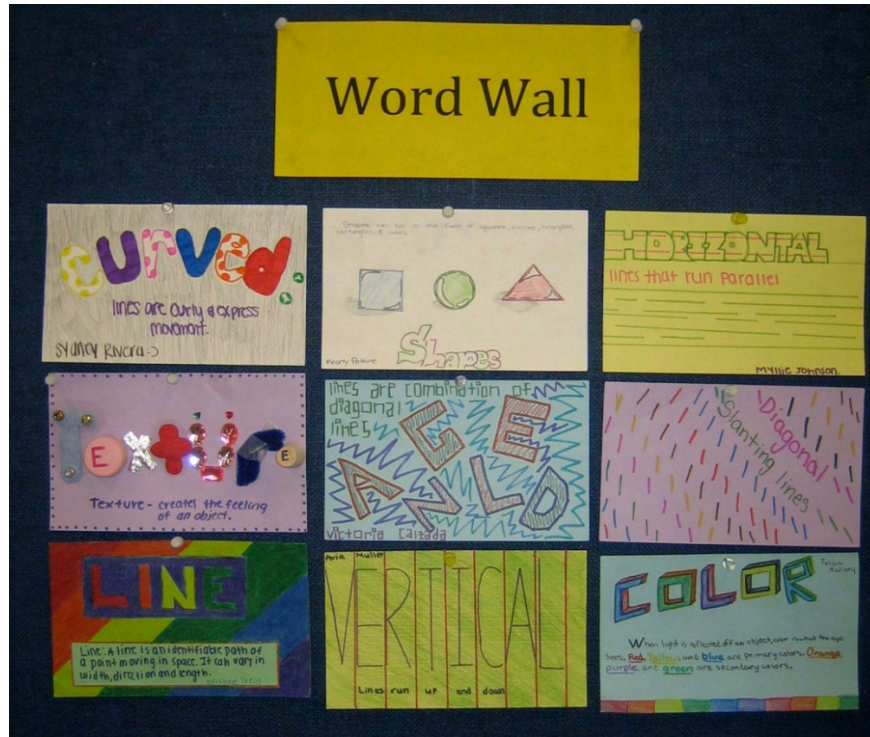 Word Wall
Curved
lines are curly & express
movement.
Sydney Rivera
Shapes can be in the form of squares, circles, triangles,
rectangles & ovals
Shapes
HORIZONTAL
lines that run Parallel
Myllie Johnson
TExture
Texture - creates the feeling
of an object.
lines are combination of
diagonal
lines
ANGLED
Victoria Calzada
Diagonal
Slanting lines
LINE
Line: A line is an identifiable path of
a point moving in space. It can vary in
width, direction and length.
Muller
VERTICAL
Lines run up and down
COLOR
When light is reflected off an object, color is what the eye
sees. Red, Yellow, and blue are primary colors. Orange,
purple, and green are secondary colors.